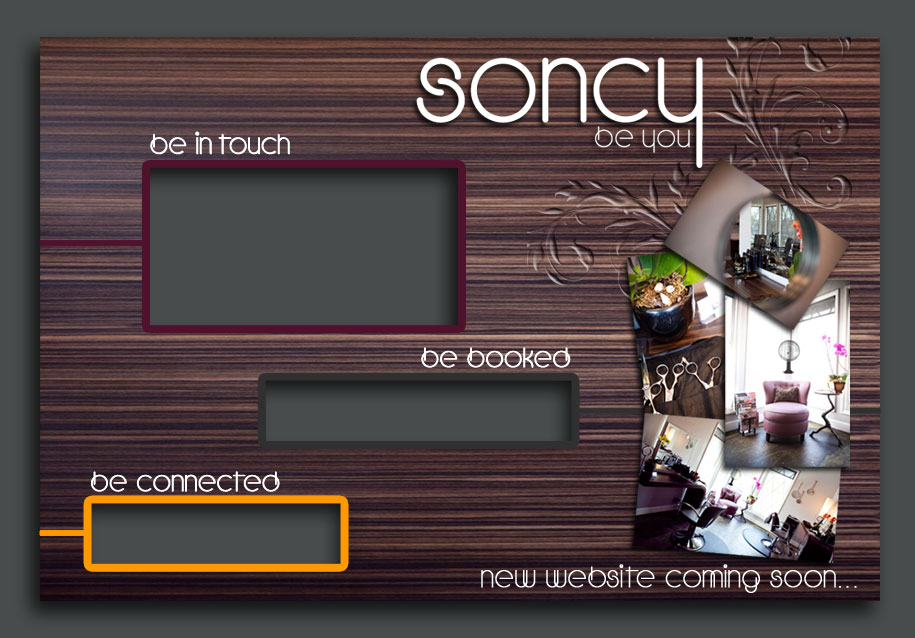 soncy
be you
be in touch
be booked
be connected
new website coming soon...